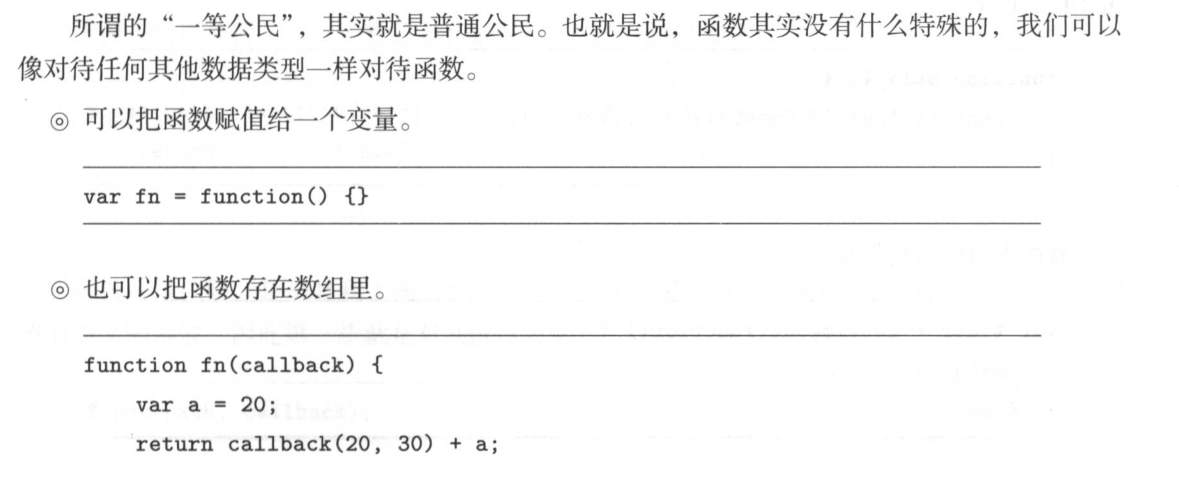 所谓的“一等公民”，其实就是普通公民。也就是说，函数其实没有什么特殊的，我们可以
像对待任何其他数据类型一样对待函数。
◎ 可以把函数赋值给一个变量。
var fn = function() {}
◎ 也可以把函数存在数组里。
function fn(callback) {
    var a = 20;
    return callback(20, 30) + a;